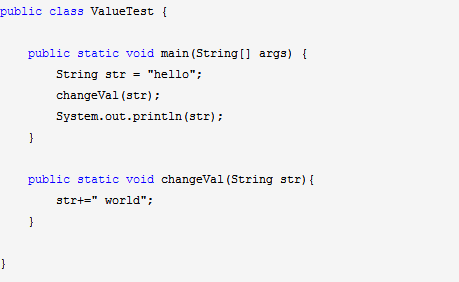 public class ValueTest {
public static void main(String[] args) {
String str = "hello";
changeVal(str);
System.out.println(str);
}
public static void changeVal(String str){
str+=" world";
}
}